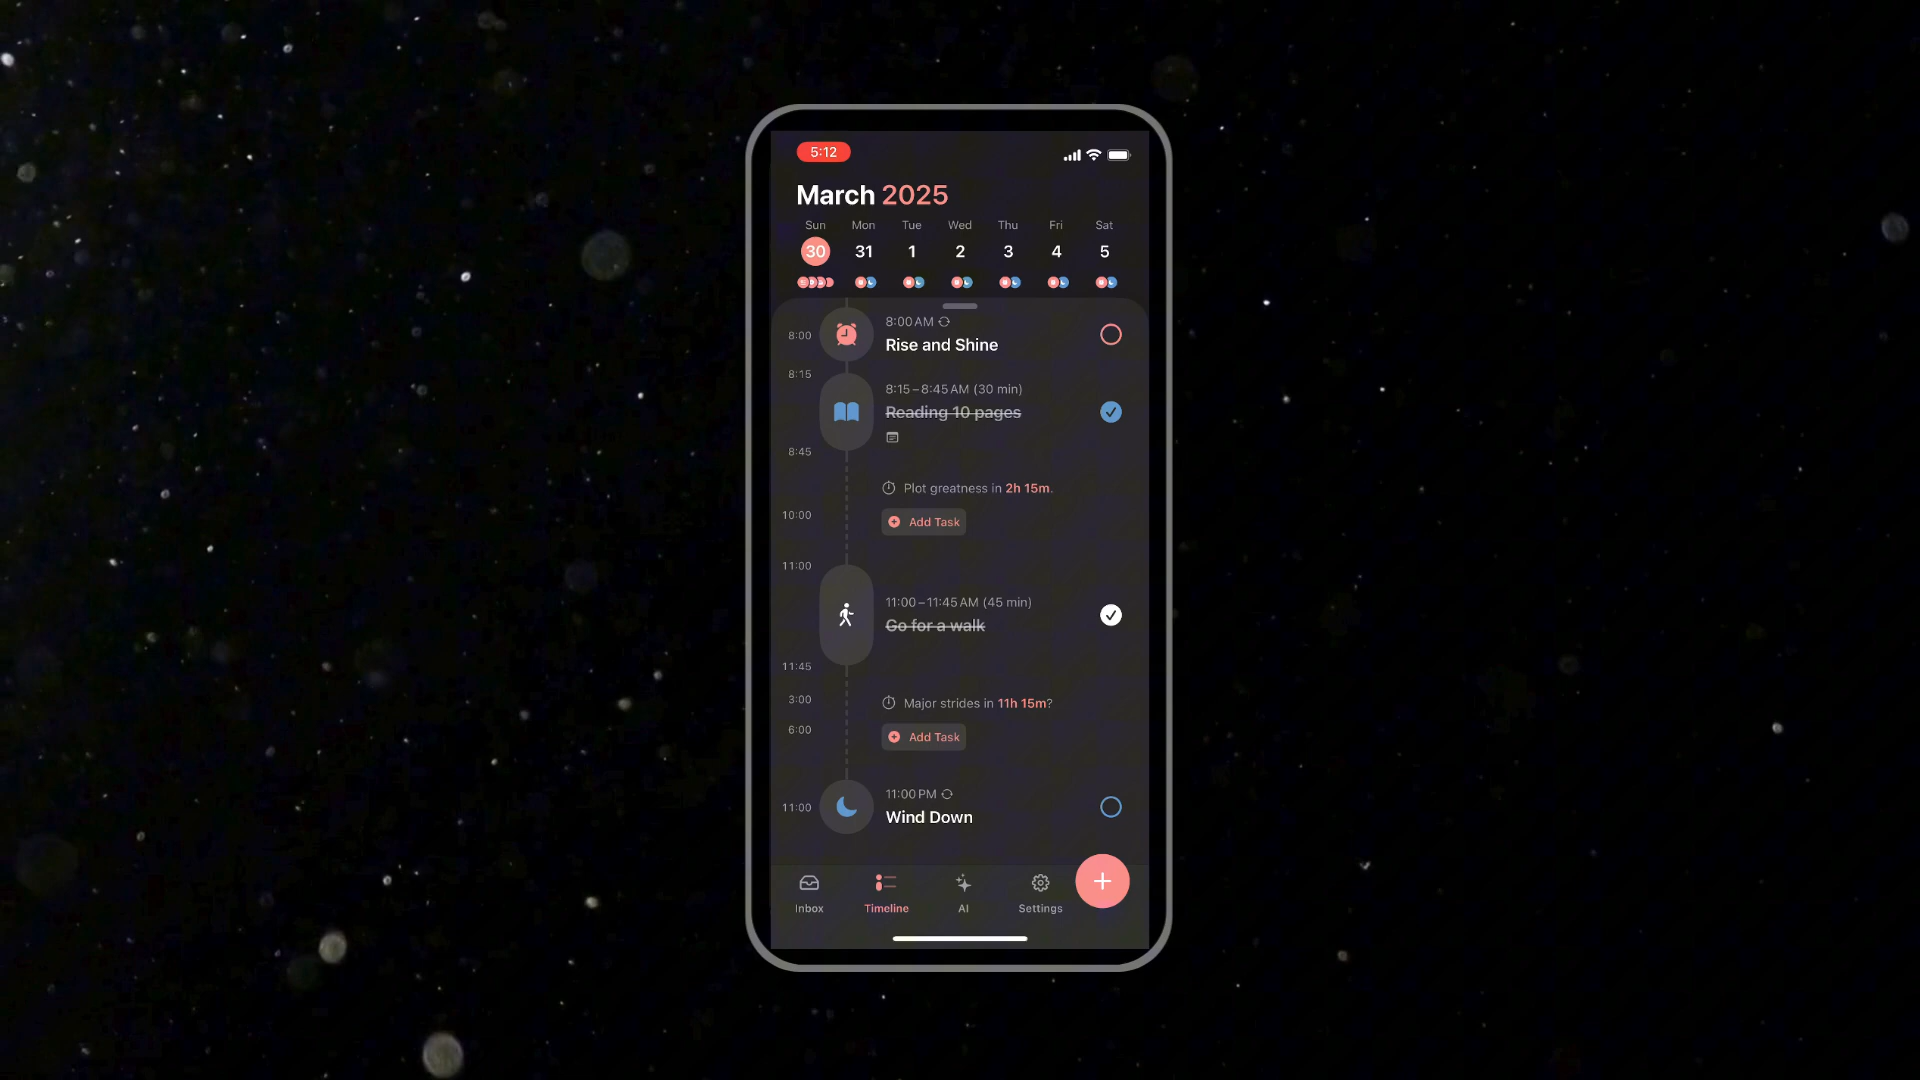 5:12
March 2025
Sun Mon Tue Wed Thu Fri Sat
30 31 1 2 3 4 5
8:00
8:00 AM
Rise and Shine
8:15
8:15 – 8:45 AM (30 min)
Reading 10 pages
8:45
Plot greatness in 2h 15m.
10:00
Add Task
11:00
11:00 – 11:45 AM (45 min)
Go for a walk
11:45
3:00
Major strides in 11h 15m?
6:00
Add Task
11:00
11:00 PM
Wind Down
Inbox Timeline AI Settings